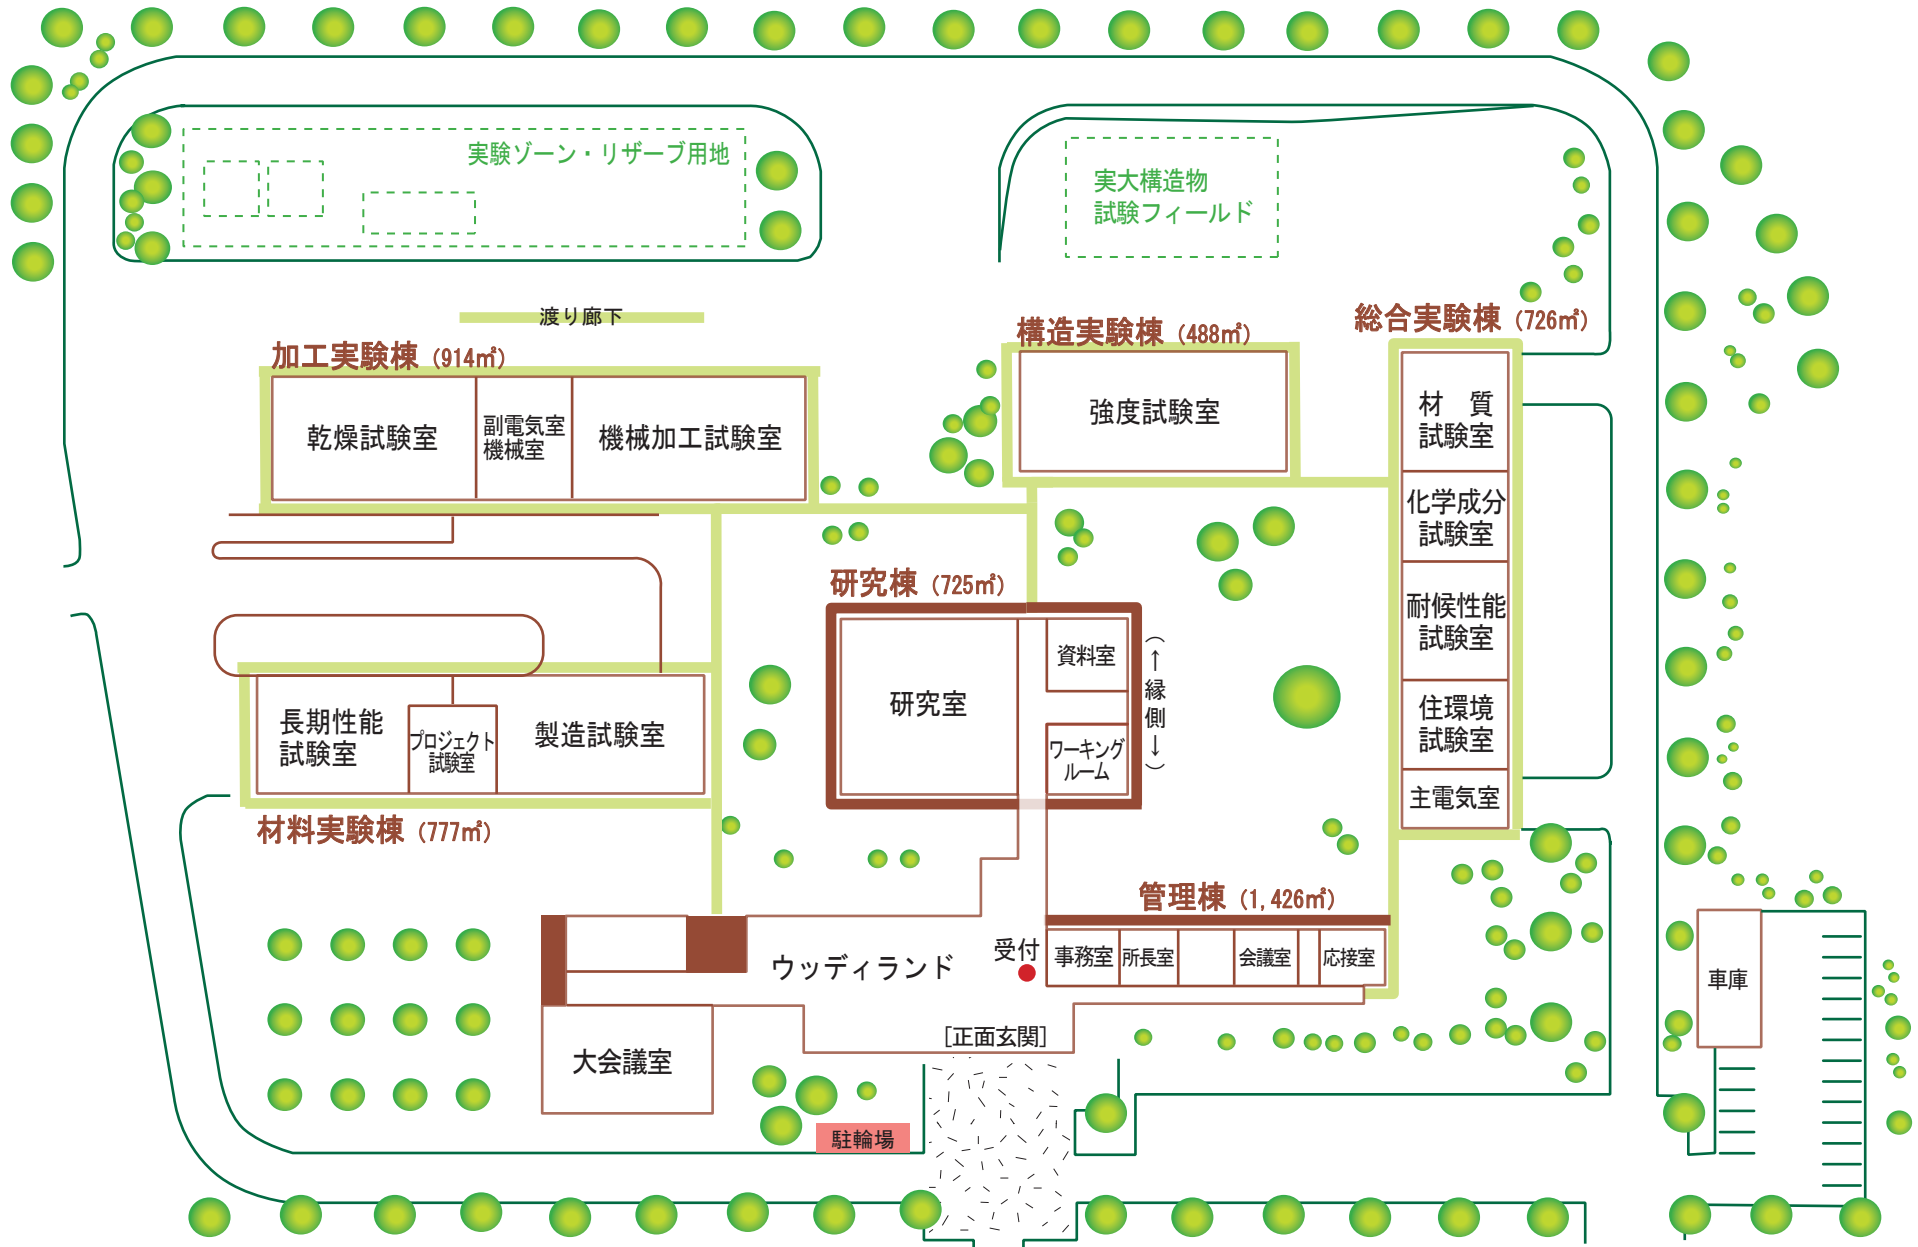 実験ゾーン・リザーブ用地
実大構造物
試験フィールド
渡り廊下
加工実験棟（914㎡）
乾燥試験室
副電気室
機械室
機械加工試験室
構造実験棟（488㎡）
強度試験室
総合実験棟（726㎡）
材　質
試験室
化学成分
試験室
耐候性能
試験室
住環境
試験室
主電気室
研究棟（725㎡）
研究室
資料室
ワーキング
ルーム
（↑縁側↓）
長期性能
試験室
プロジェクト
試験室
製造試験室
材料実験棟（777㎡）
管理棟（1,426㎡）
受付
事務室
所長室
会議室
応接室
ウッディランド
[正面玄関]
大会議室
駐輪場
車庫